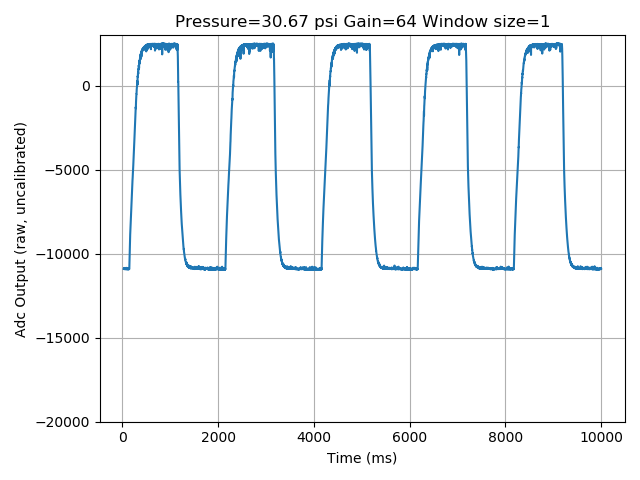 Pressure=30.67 psi Gain=64 Window size=1
Adc Output (raw, uncalibrated)
0
−5000
−10000
−15000
−20000
0 2000 4000 6000 8000 10000
Time (ms)